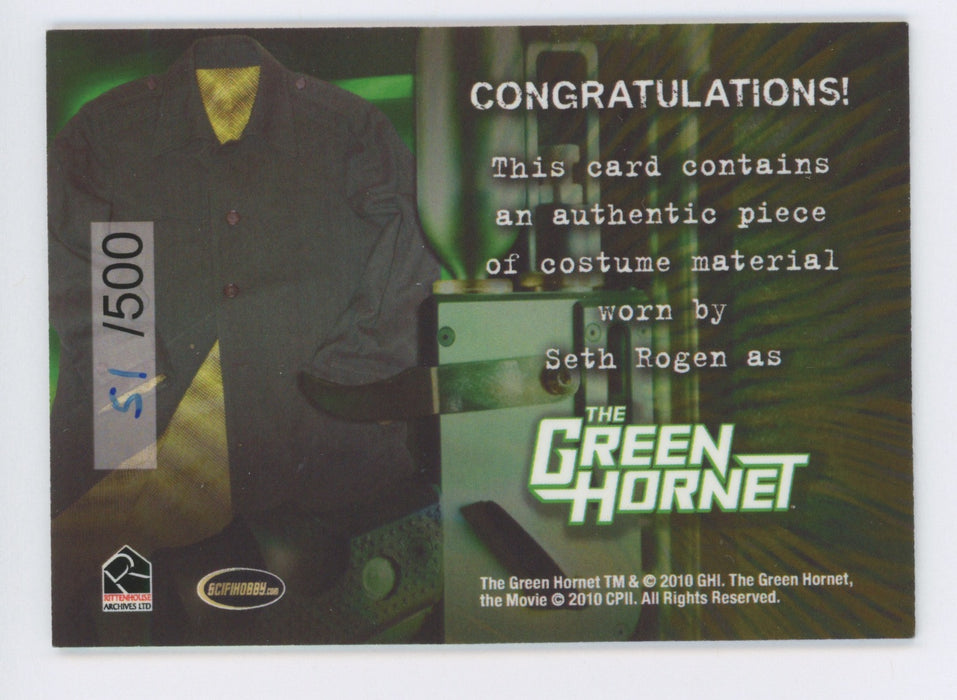 CONGRATULATIONS!
This card contains
an authentic piece
of costume material
worn by
Seth Rogen as
THE
GREEN
HORNET
The Green Hornet TM & © 2010 GHI. The Green Hornet,
the Movie © 2010 CPII. All Rights Reserved.
51 /500
RITTENHOUSE
ARCHIVES LTD
SCIFIHOBBY.com